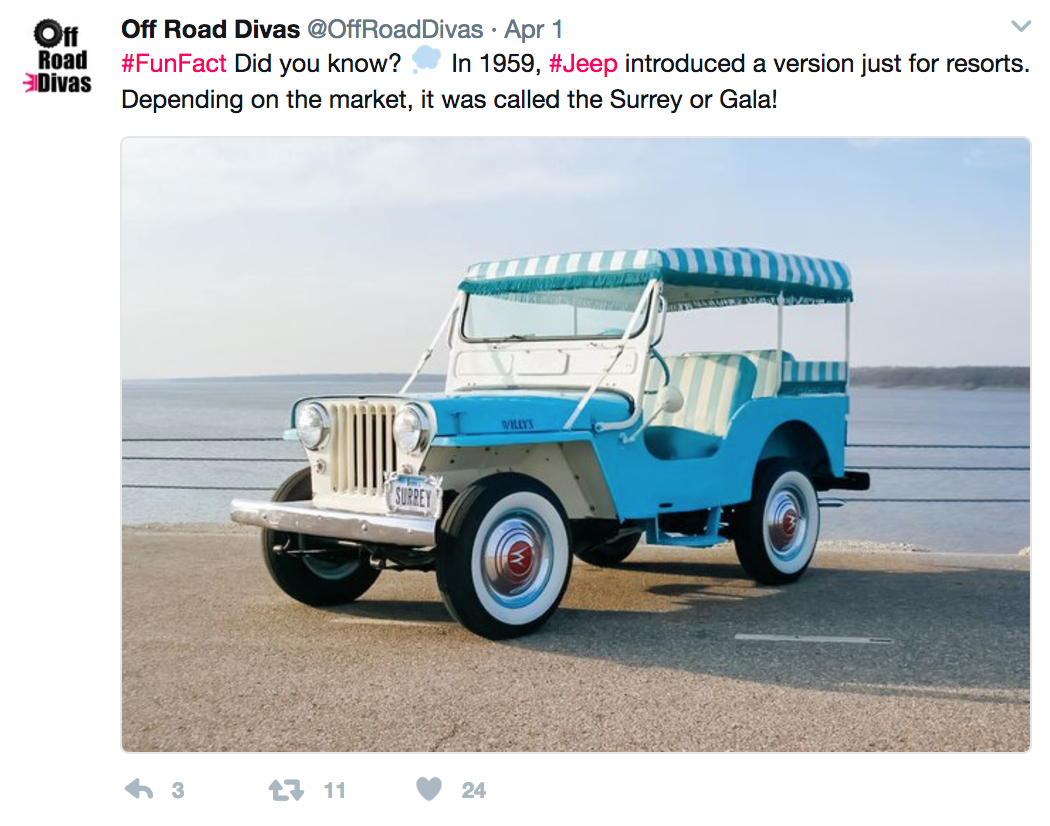 Off
Road
Divas
Off Road Divas @OffRoadDivas · Apr 1
#FunFact Did you know? 💭 In 1959, #Jeep introduced a version just for resorts.
Depending on the market, it was called the Surrey or Gala!
WILLYS
SURREY
W
W
3 11 24